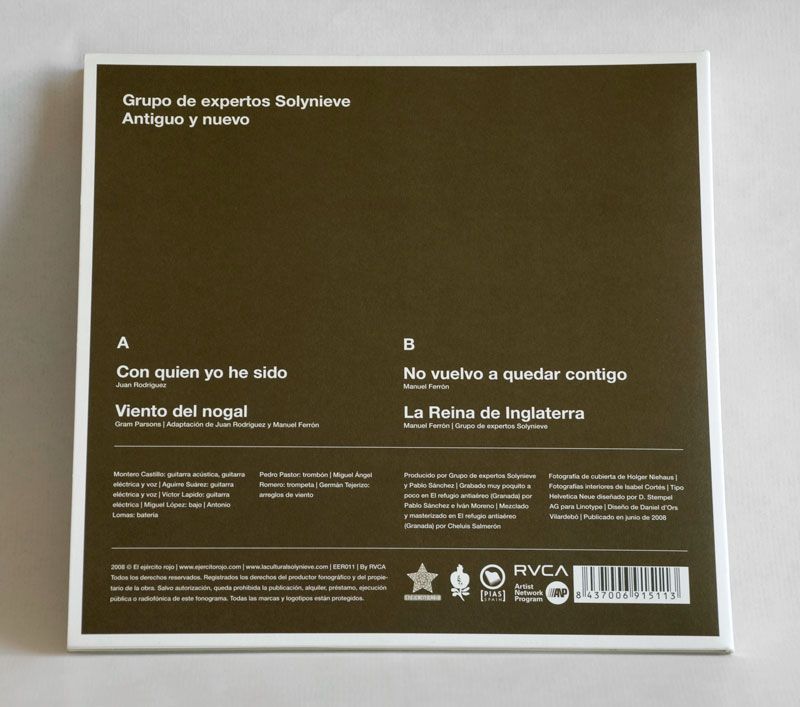 Grupo de expertos Solynieve
Antiguo y nuevo
A
Con quien yo he sido
Juan Rodríguez
Viento del nogal
Gram Parsons | Adaptación de Juan Rodríguez y Manuel Ferrón
B
No vuelvo a quedar contigo
Manuel Ferrón
La Reina de Inglaterra
Manuel Ferrón | Grupo de expertos Solynieve
Montero Castillo: guitarra acústica, guitarra
eléctrica y voz | Aguirre Suárez: guitarra
eléctrica y voz | Víctor Lapido: guitarra
eléctrica | Miguel López: bajo | Antonio
Lomas: batería
Pedro Pastor: trombón | Miguel Ángel
Romero: trompeta | Germán Tejerizo:
arreglos de viento
Producido por Grupo de expertos Solynieve
y Pablo Sánchez | Grabado muy poquito a
poco en El refugio antiaéreo (Granada) por
Pablo Sánchez e Iván Moreno | Mezclado
y masterizado en El refugio antiaéreo
(Granada) por Cheluis Salmerón
Fotografía de cubierta de Holger Niehaus |
Fotografías interiores de Isabel Cortés | Tipo
Helvetica Neue diseñado por D. Stempel
AG para Linotype | Diseño de Daniel d'Ors
Vilardebó | Publicado en junio de 2008
2008 © El ejército rojo | www.ejercitorojo.com | www.laculturalsolynieve.com | EER011 | By RVCA
Todos los derechos reservados. Registrados los derechos del productor fonográfico y del propie-
tario de la obra. Salvo autorización, queda prohibida la publicación, alquiler, préstamo, ejecución
pública o radiofónica de este fonograma. Todas las marcas y logotipos están protegidos.
[PIAS]
SPAIN
RVCA
Artist
Network
Program
ANP
8 437006 915113